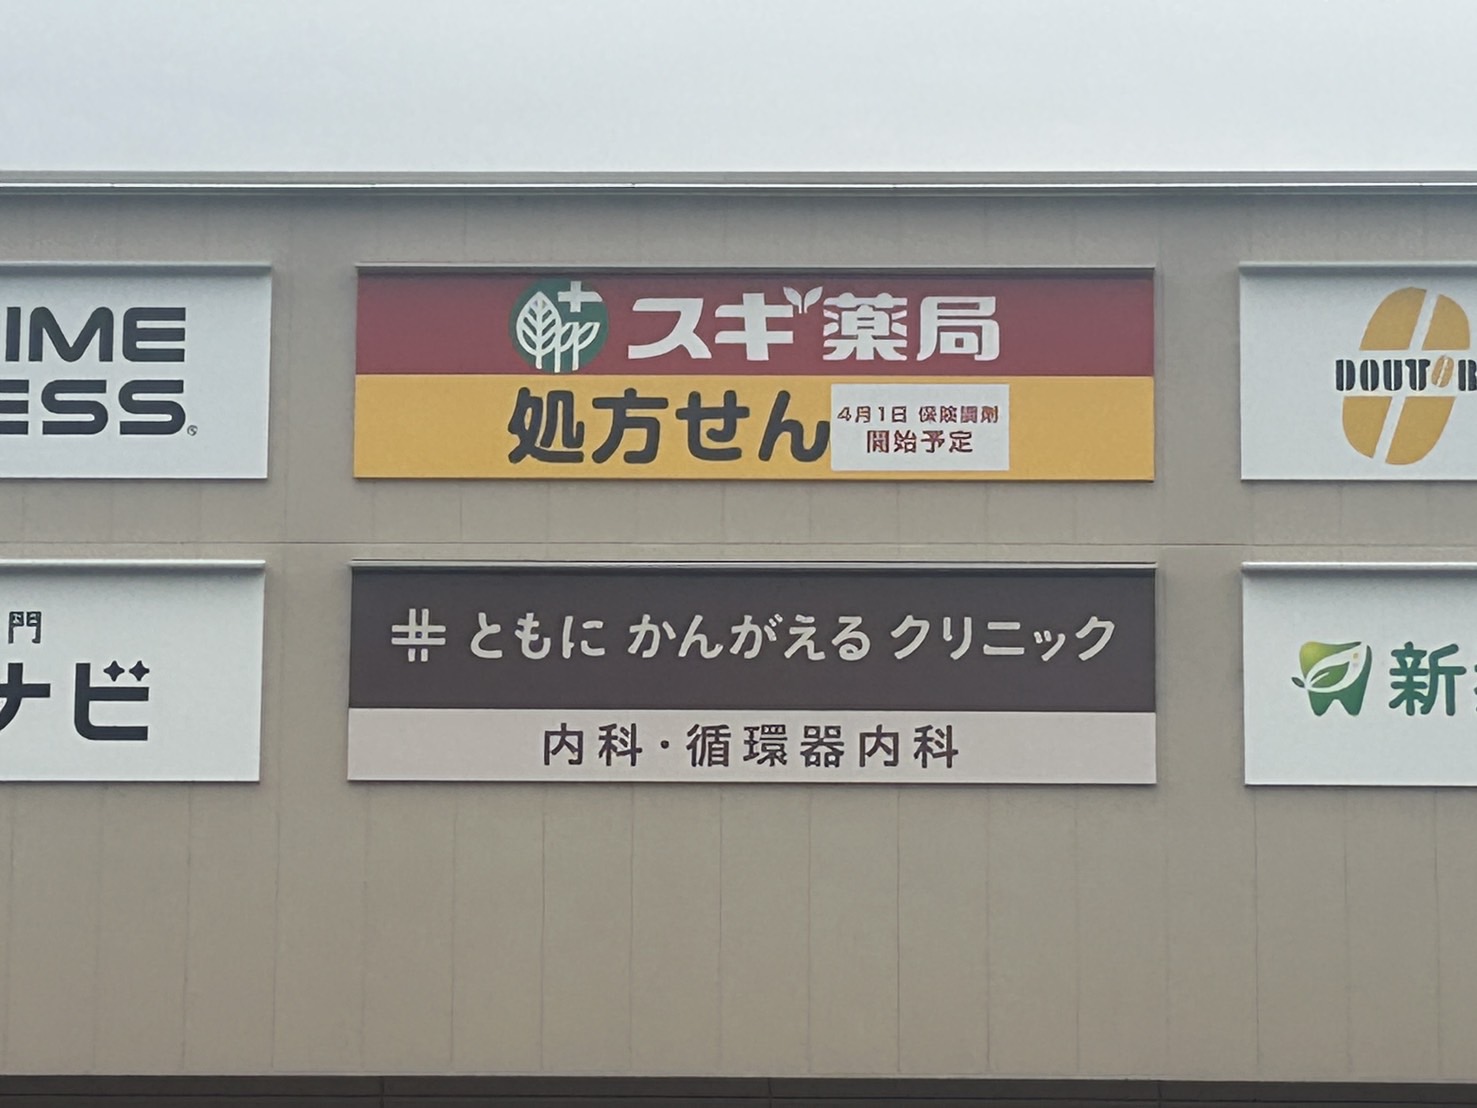 IME
ESS
スギ薬局
処方せん
4月1日 保険調剤
開始予定
DOUTOR
門
ナビ
ともに かんがえる クリニック
内科・循環器内科
新